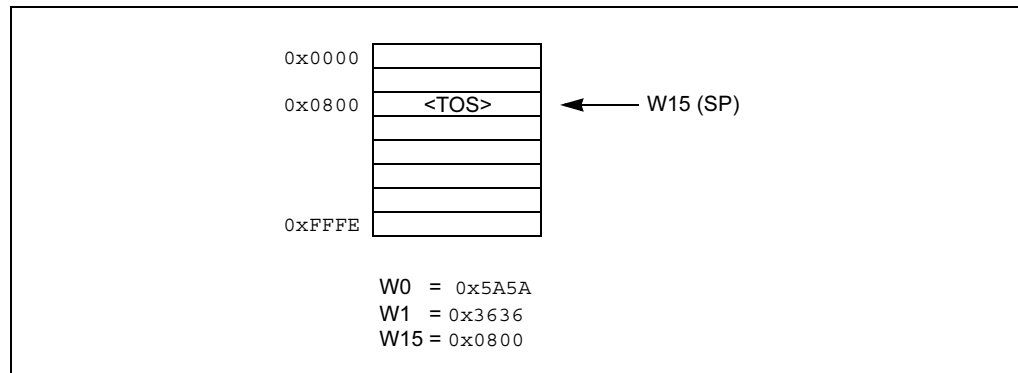 0x0000
0x0800 <TOS> W15 (SP)
0xFFFE
W0 = 0x5A5A
W1 = 0x3636
W15 = 0x0800